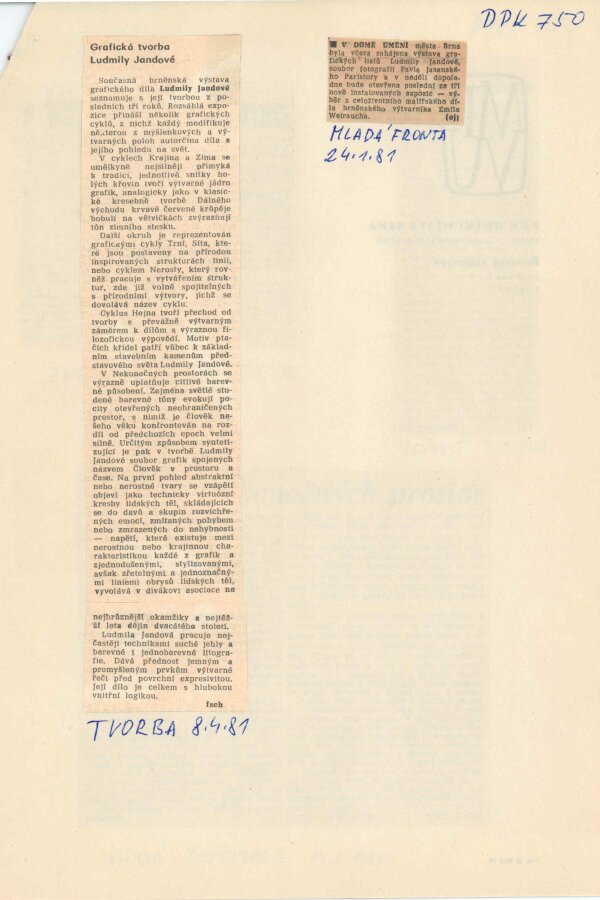 DPK 750
Grafická tvorba
Ludmily Jandové
Současná brněnská výstava
grafického díla Ludmily Jandové
seznamuje s její tvorbou z po-
sledních tří roků. Rozsáhlá expo-
zice přináší několik grafických
cyklů, z nichž každý modifikuje
některou z myšlenkových a vý-
tvarných poloh autorčina díla a
jejího pohledu na svět.
V cyklech Krajina a Zima se
umělkyně nejsilněji přimyká
k tradici, jednotlivé snítky ho-
lých křovin tvoří výtvarné jádro
grafik, analogicky jako v klasic-
ké kresebné tvorbě Dálného
východu krvavě červené krůpěje
bobulí na větvičkách zvýrazňují
tón zimního stesku.
Další okruh je reprezentován
grafickými cykly Trní, Síta, kte-
ré jsou postaveny na přírodou
inspirovaných strukturách linií,
nebo cyklem Nerosty, který rov-
něž pracuje s vytvářením struk-
tur, zde již volně spojitelných
s přírodními výtvory, jichž se
dovolává název cyklu.
Cyklus Hejna tvoří přechod od
tvorby s převážně výtvarným
záměrem k dílům s výraznou fi-
lozofickou výpovědí. Motiv pta-
čích křídel patří vůbec k základ-
ním stavebním kamenům před-
stavového světa Ludmily Jandové.
V Nekonečných prostorách se
výrazně uplatňuje citlivé barev-
né působení. Zejména světlé stu-
dené barevné tóny evokují po-
city otevřených neohraničených
prostor, s nimiž je člověk na-
šeho věku konfrontován na roz-
díl od předchozích epoch velmi
silně. Určitým způsobem synteti-
zující je pak v tvorbě Ludmily
Jandové soubor grafik spojených
názvem Člověk v prostoru a
čase. Na první pohled abstraktní
nebo nerostné tvary se vzápětí
objeví jako technicky virtuózní
kresby lidských těl, skládajících
se do davů a skupin rozvichře-
ných emocí, zmítaných pohybem
nebo zmrazených do nehybnosti
— napětí, které existuje mezi
nerostnou nebo krajinnou cha-
rakteristikou každé z grafik a
zjednodušenými, stylizovanými,
avšak zřetelnými a jednoznačný-
mi liniemi obrysů lidských těl,
vyvolává v divákovi asociace na
nejhrůznější okamžiky a nejtěž-
ší léta dějin dvacátého století.
Ludmila Jandová pracuje nej-
častěji technikami suché jehly a
barevné i jednobarevné litogra-
fie. Dává přednost jemným a
promyšleným prvkům výtvarné
řeči před povrchní expresivitou.
Její dílo je celkem s hlubokou
vnitřní logikou.
fsch
TVORBA 8.4.81
■ V DOMĚ UMĚNÍ města Brna
byla včera zahájena výstava gra-
fických listů Ludmily Jandové,
soubor fotografií Pavla Jasanské-
ho Paristory a v neděli dopole-
dne bude otevřena poslední ze tří
nově instalovaných expozic — vý-
běr z celoživotního malířského dí-
la brněnského výtvarníka Emila
Weiraucha. (oj)
MLADÁ FRONTA
24.1.81